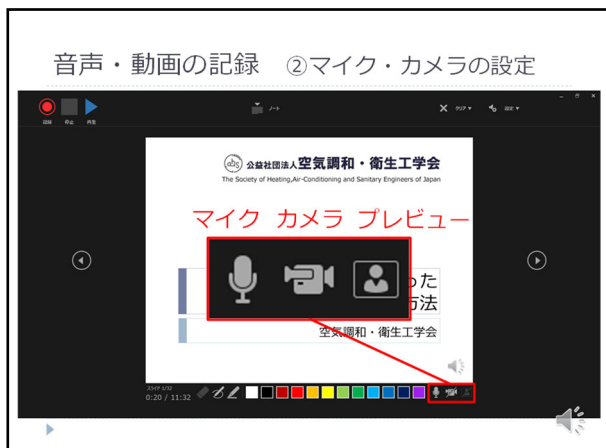 音声・動画の記録 ②マイク・カメラの設定
記録 停止 再生
ノート
クリア 設定
公益社団法人空気調和・衛生工学会
The Society of Heating,Air-Conditioning and Sanitary Engineers of Japan
マイク カメラ プレビュー
った
方法
空気調和・衛生工学会
スライド 1/32
0:20 / 11:32